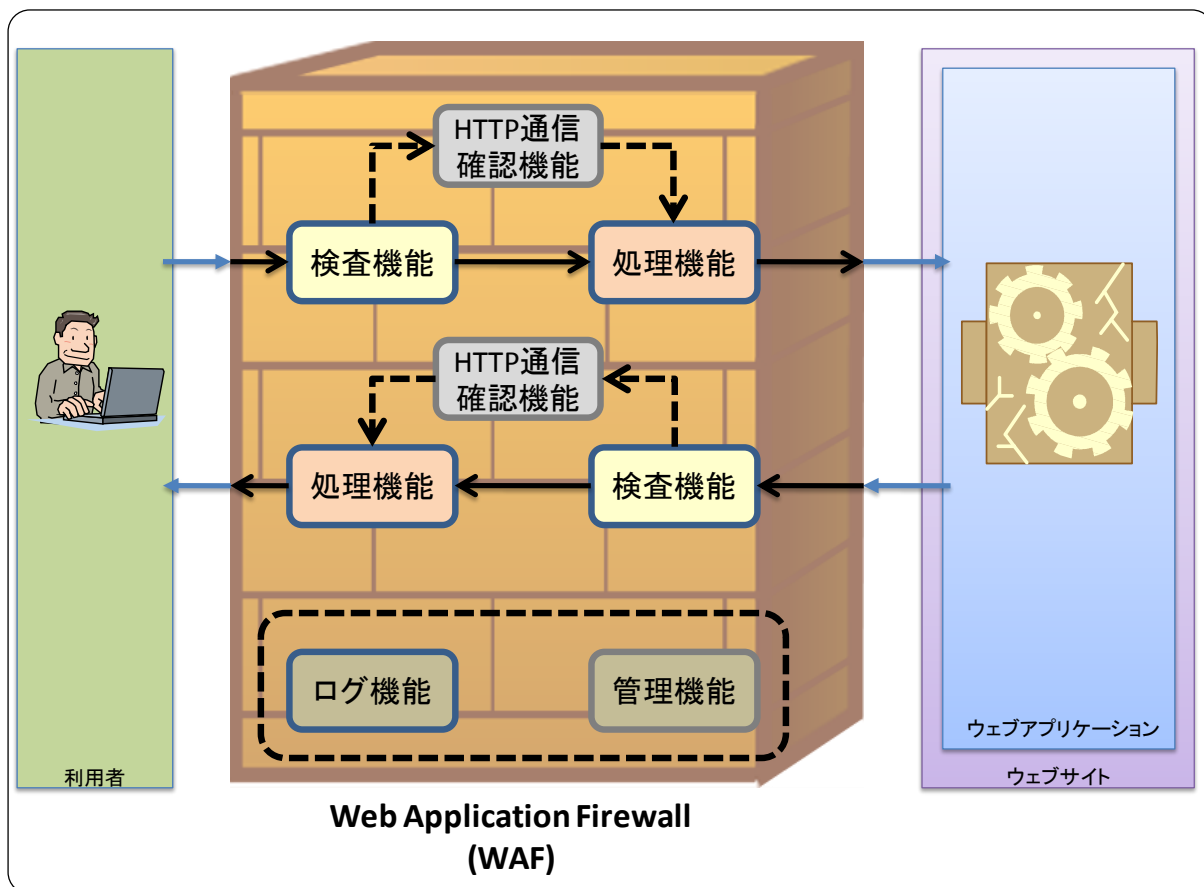 HTTP通信
確認機能
検査機能
処理機能
HTTP通信
確認機能
処理機能
検査機能
ログ機能
管理機能
利用者
ウェブアプリケーション
ウェブサイト
Web Application Firewall
(WAF)